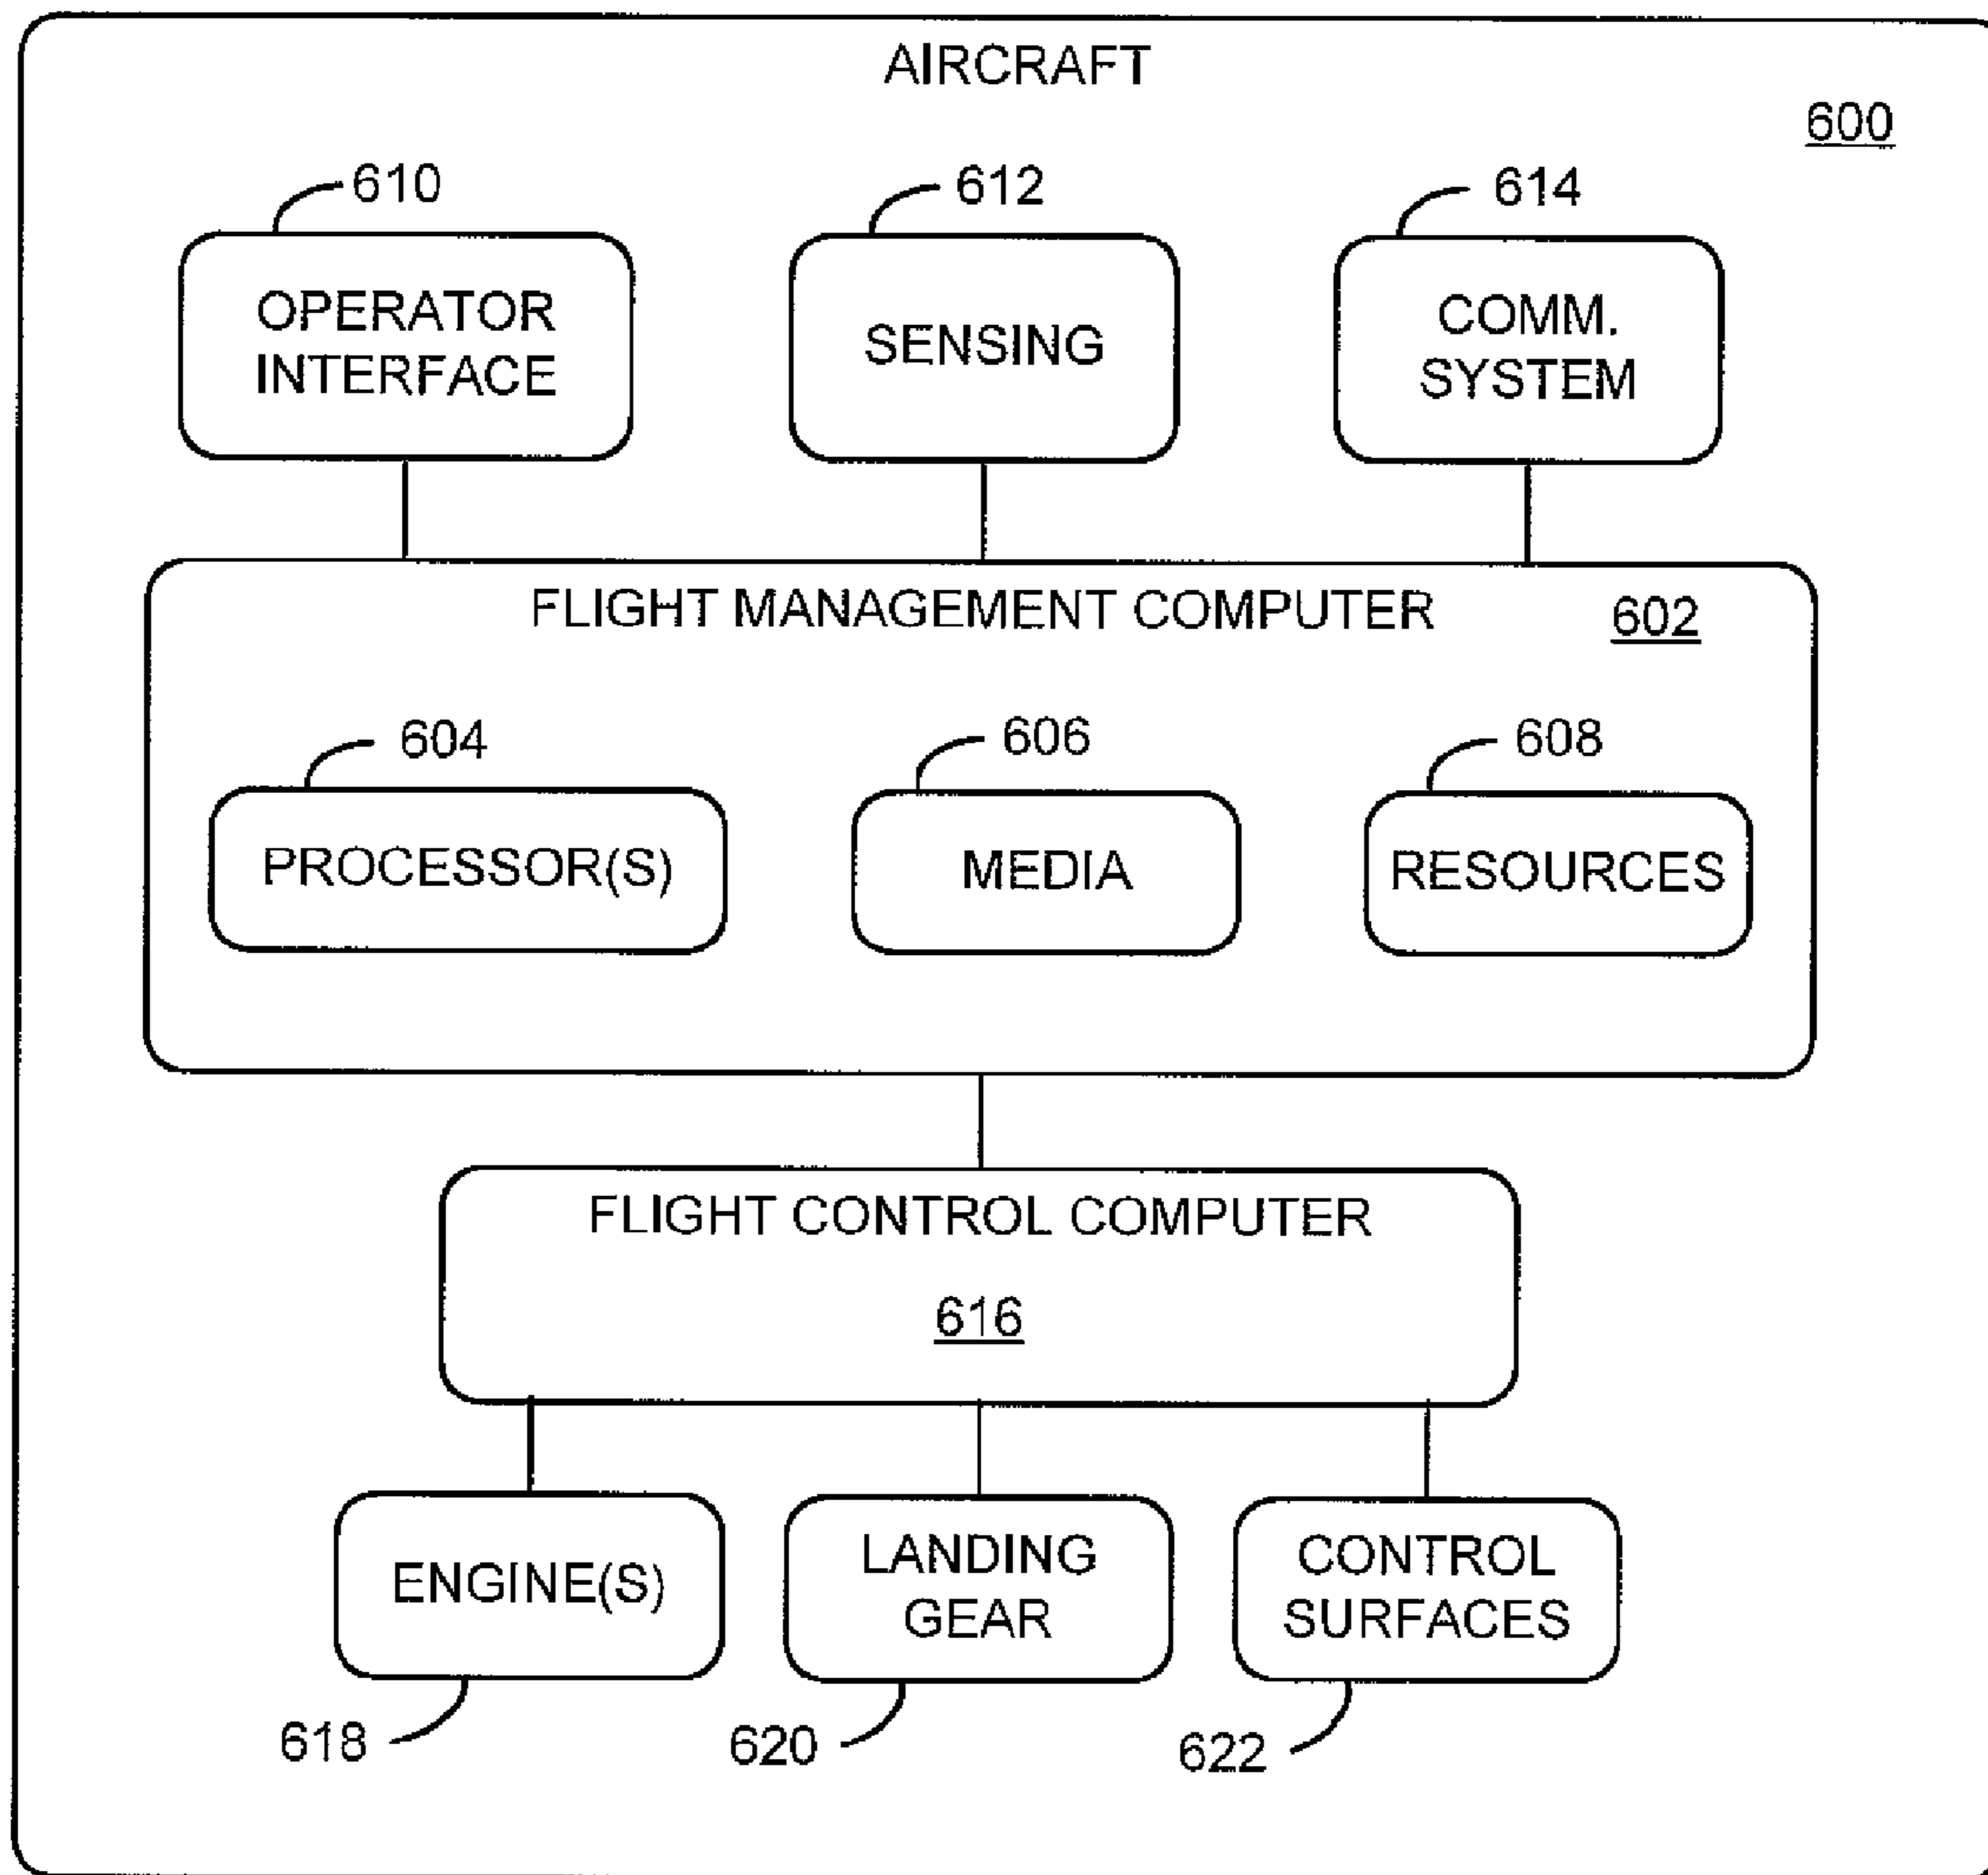 AIRCRAFT
600
610
612
614
OPERATOR
INTERFACE
SENSING
COMM.
SYSTEM
FLIGHT MANAGEMENT COMPUTER
602
604
606
608
PROCESSOR(S)
MEDIA
RESOURCES
FLIGHT CONTROL COMPUTER
616
ENGINE(S)
LANDING
GEAR
CONTROL
SURFACES
618
620
622